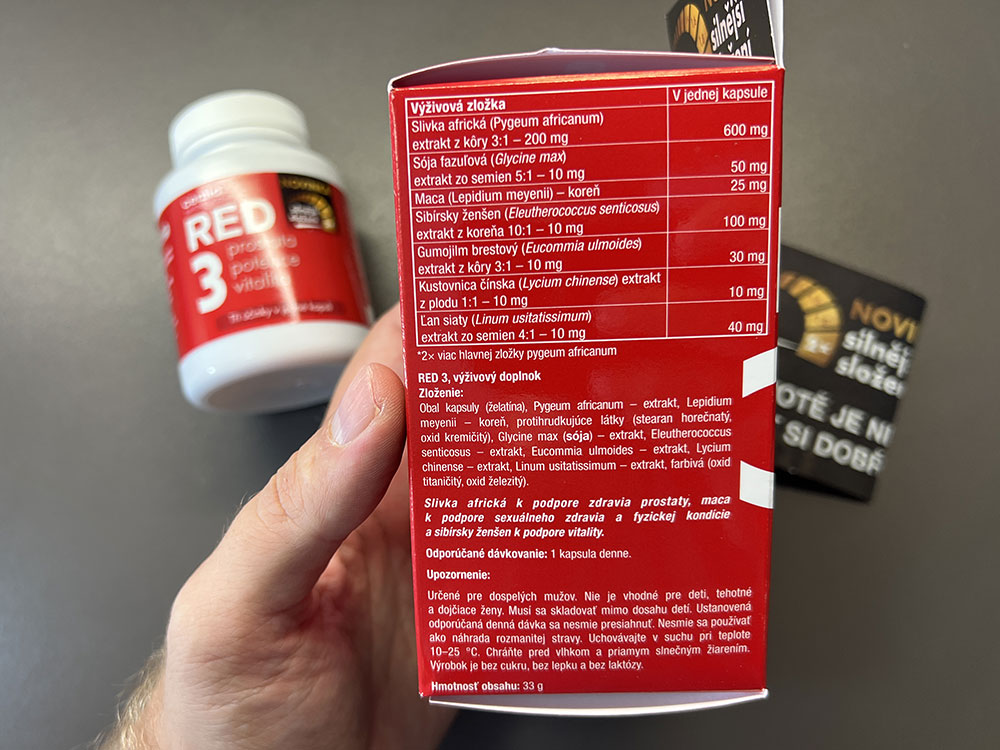 silnější
složení
Výživová zložka
V jednej kapsule
Slivka africká (Pygeum africanum)
extrakt z kôry 3:1 – 200 mg
600 mg
Sója fazuľová (Glycine max)
extrakt zo semien 5:1 – 10 mg
50 mg
Maca (Lepidium meyenii) – koreň
25 mg
Sibírsky ženšen (Eleutherococcus senticosus)
extrakt z koreňa 10:1 – 10 mg
100 mg
Gumojilm brestový (Eucommia ulmoides)
extrakt z kôry 3:1 – 10 mg
30 mg
Kustovnica čínska (Lycium chinense) extrakt
z plodu 1:1 – 10 mg
10 mg
Ľan siaty (Linum usitatissimum)
extrakt zo semien 4:1 – 10 mg
40 mg
*2× viac hlavnej zložky pygeum africanum
RED 3, výživový doplnok
Zloženie:
Obal kapsuly (želatína), Pygeum africanum – extrakt, Lepidium
meyenii – koreň, protihrudkujúce látky (stearan horečnatý,
oxid kremičitý), Glycine max (sója) – extrakt, Eleutherococcus
senticosus – extrakt, Eucommia ulmoides – extrakt, Lycium
chinense – extrakt, Linum usitatissimum – extrakt, farbivá (oxid
titaničitý, oxid železitý).
Slivka africká k podpore zdravia prostaty, maca
k podpore sexuálneho zdravia a fyzickej kondície
a sibírsky ženšen k podpore vitality.
Odporúčané dávkovanie: 1 kapsula denne.
Upozornenie:
Určené pre dospelých mužov. Nie je vhodné pre deti, tehotné
a dojčiace ženy. Musí sa skladovať mimo dosahu detí. Ustanovená
odporúčaná denná dávka sa nesmie presiahnuť. Nesmie sa používať
ako náhrada rozmanitej stravy. Uchovávajte v suchu pri teplote
10–25 °C. Chráňte pred vlhkom a priamym slnečným žiarením.
Výrobok je bez cukru, bez lepku a bez laktózy.
Hmotnosť obsahu: 33 g
RED
3
prostata
potence
vitalita
NOVI
silněj
složen
OTĚ JE NE
SI DOBŘ